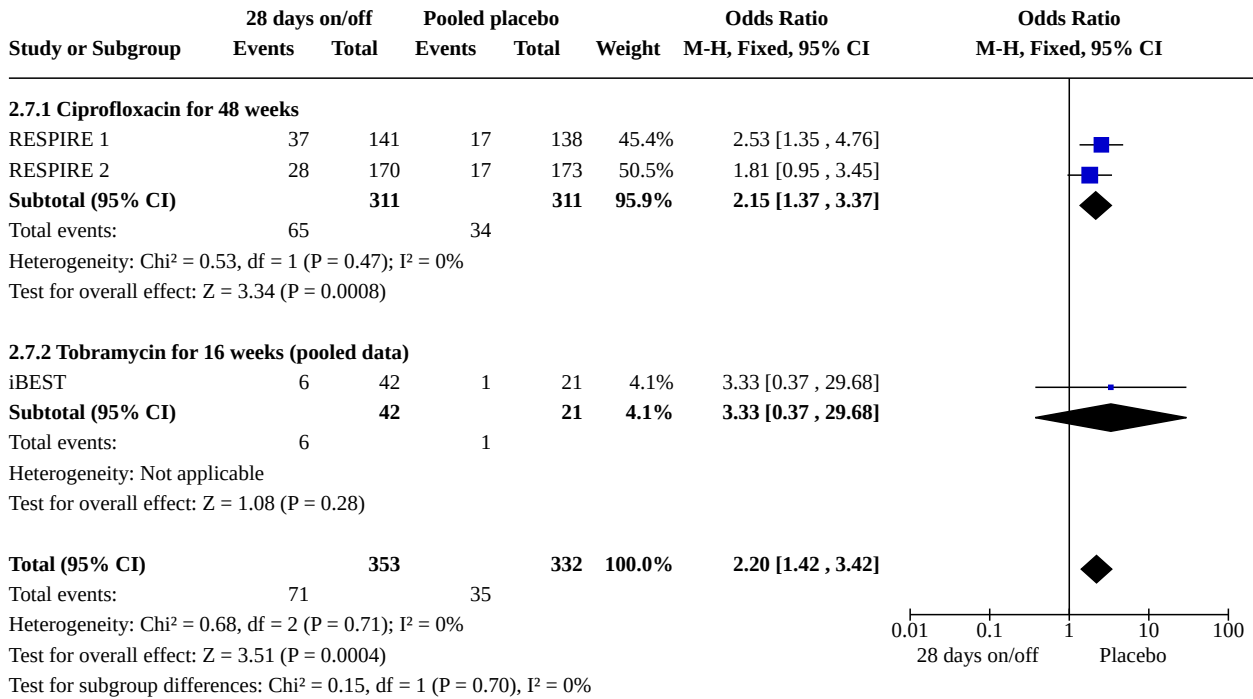 28 days on/off Pooled placebo Odds Ratio Odds Ratio
Study or Subgroup Events Total Events Total Weight M-H, Fixed, 95% CI M-H, Fixed, 95% CI
2.7.1 Ciprofloxacin for 48 weeks
RESPIRE 1 37 141 17 138 45.4% 2.53 [1.35 , 4.76]
RESPIRE 2 28 170 17 173 50.5% 1.81 [0.95 , 3.45]
Subtotal (95% CI) 311 311 95.9% 2.15 [1.37 , 3.37]
Total events: 65 34
Heterogeneity: Chi² = 0.53, df = 1 (P = 0.47); I² = 0%
Test for overall effect: Z = 3.34 (P = 0.0008)
2.7.2 Tobramycin for 16 weeks (pooled data)
iBEST 6 42 1 21 4.1% 3.33 [0.37 , 29.68]
Subtotal (95% CI) 42 21 4.1% 3.33 [0.37 , 29.68]
Total events: 6 1
Heterogeneity: Not applicable
Test for overall effect: Z = 1.08 (P = 0.28)
Total (95% CI) 353 332 100.0% 2.20 [1.42 , 3.42]
Total events: 71 35
Heterogeneity: Chi² = 0.68, df = 2 (P = 0.71); I² = 0%
0.01 0.1 1 10 100
Test for overall effect: Z = 3.51 (P = 0.0004)
28 days on/off Placebo
Test for subgroup differences: Chi² = 0.15, df = 1 (P = 0.70), I² = 0%